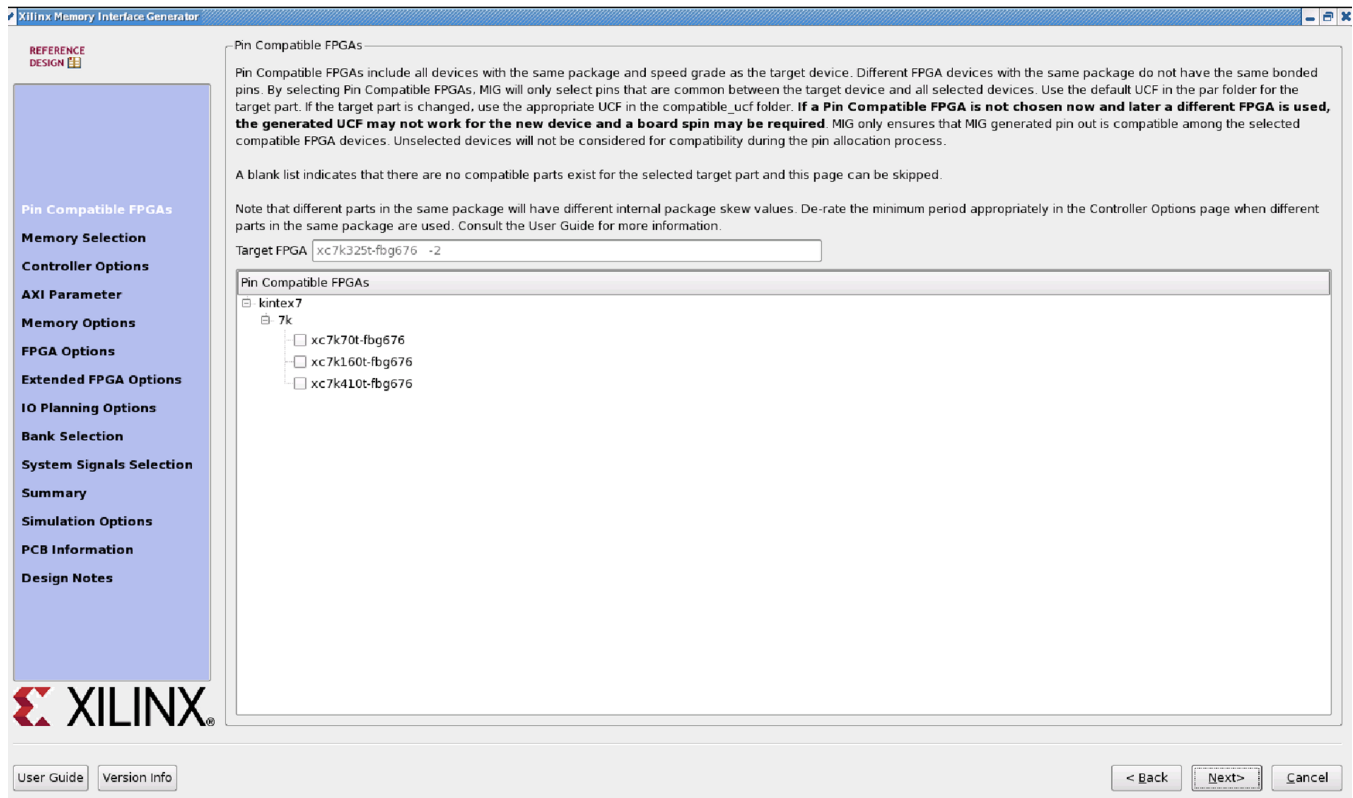 Xilinx Memory Interface Generator
REFERENCE
DESIGN
Pin Compatible FPGAs
Memory Selection
Controller Options
AXI Parameter
Memory Options
FPGA Options
Extended FPGA Options
IO Planning Options
Bank Selection
System Signals Selection
Summary
Simulation Options
PCB Information
Design Notes
XILINX®
Pin Compatible FPGAs
Pin Compatible FPGAs include all devices with the same package and speed grade as the target device. Different FPGA devices with the same package do not have the same bonded
pins. By selecting Pin Compatible FPGAs, MIG will only select pins that are common between the target device and all selected devices. Use the default UCF in the par folder for the
target part. If the target part is changed, use the appropriate UCF in the compatible_ucf folder. If a Pin Compatible FPGA is not chosen now and later a different FPGA is used,
the generated UCF may not work for the new device and a board spin may be required. MIG only ensures that MIG generated pin out is compatible among the selected
compatible FPGA devices. Unselected devices will not be considered for compatibility during the pin allocation process.
A blank list indicates that there are no compatible parts exist for the selected target part and this page can be skipped.
Note that different parts in the same package will have different internal package skew values. De-rate the minimum period appropriately in the Controller Options page when different
parts in the same package are used. Consult the User Guide for more information.
Target FPGA xc7k325t-fbg676 -2
Pin Compatible FPGAs
kintex7
7k
xc7k70t-fbg676
xc7k160t-fbg676
xc7k410t-fbg676
User Guide Version Info < Back Next> Cancel